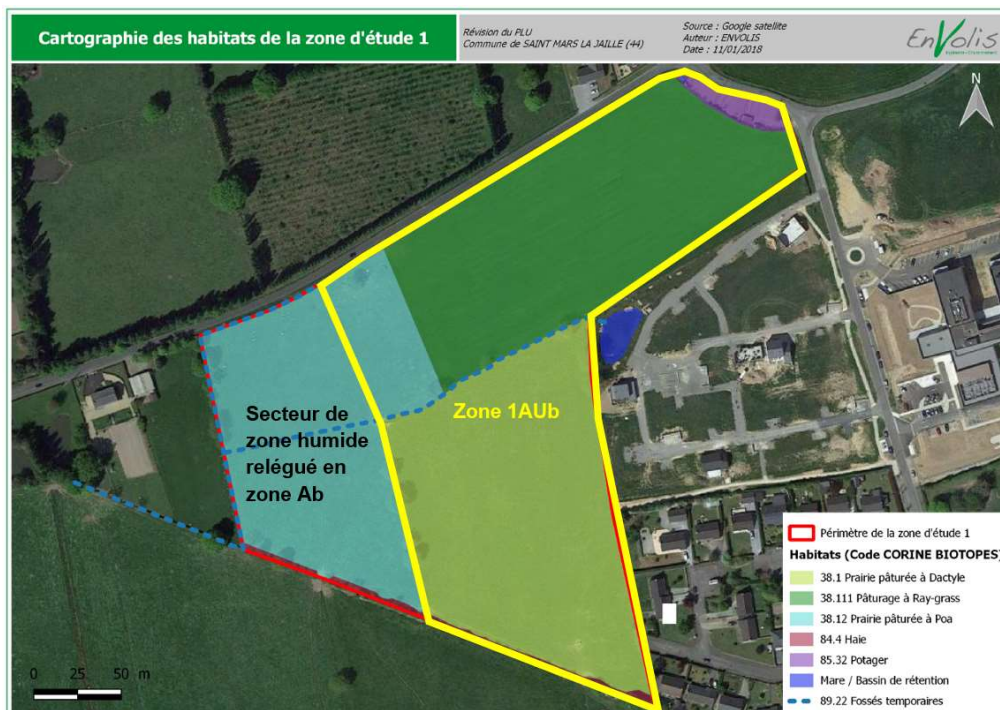 Cartographie des habitats de la zone d'étude 1
Révision du PLU
Commune de SAINT MARS LA JAILLE (44)
Source : Google satellite
Auteur : ENVOLIS
Date : 11/01/2018
EnVolis
N
Secteur de
zone humide
relégué en
zone Ab
Zone 1AUb
Périmètre de la zone d'étude 1
Habitats (Code CORINE BIOTOPES)
38.1 Prairie pâturée à Dactyle
38.111 Pâturage à Ray-grass
38.12 Prairie pâturée à Poa
84.4 Haie
85.32 Potager
Mare / Bassin de rétention
89.22 Fossés temporaires
0 25 50 m